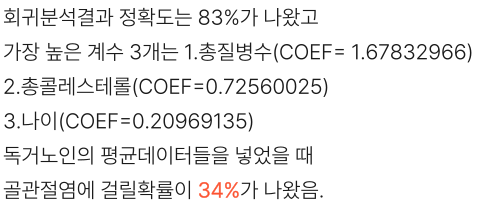 회귀분석결과 정확도는 83%가 나왔고
가장 높은 계수 3개는 1.총질병수(COEF= 1.67832966)
2.총콜레스테롤(COEF=0.72560025)
3.나이(COEF=0.20969135)
독거노인의 평균데이터들을 넣었을 때
골관절염에 걸릴확률이 34%가 나왔음.